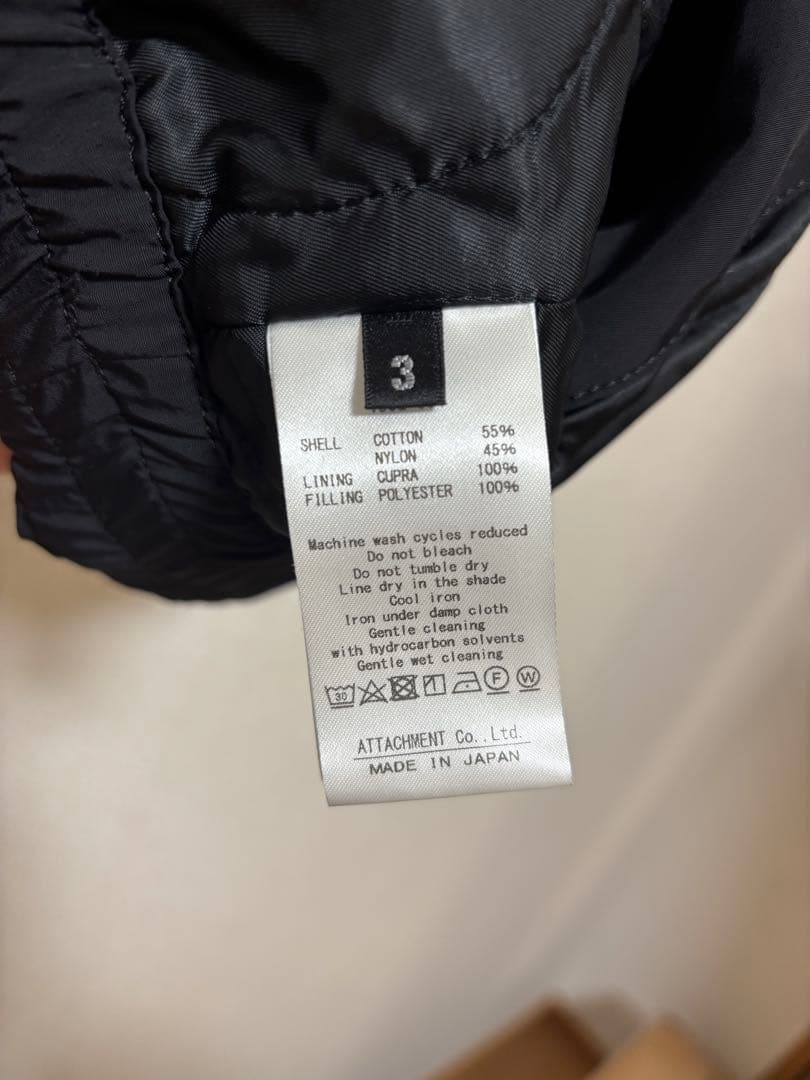 3
SHELL COTTON 55%
NYLON 45%
LINING CUPRA 100%
FILLING POLYESTER 100%
Machine wash cycles reduced
Do not bleach
Do not tumble dry
Line dry in the shade
Cool iron
Iron under damp cloth
Gentle cleaning
with hydrocarbon solvents
Gentle wet cleaning
30 F W
ATTACHMENT Co.,Ltd.
MADE IN JAPAN